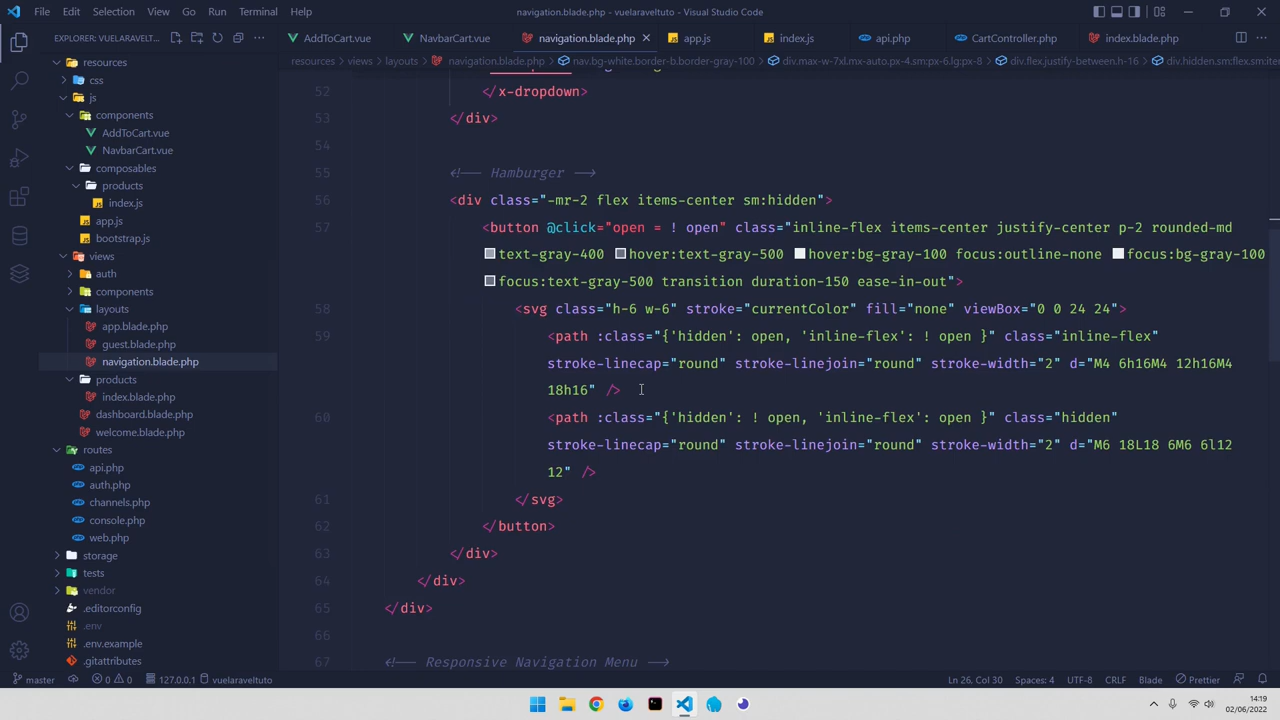 File Edit Selection View Go Run Terminal Help
navigation.blade.php - vuelaraveltuto - Visual Studio Code
EXPLORER: VUELARAVELT...
resources
css
js
components
AddToCart.vue
NavbarCart.vue
composables
products
index.js
app.js
bootstrap.js
views
auth
components
layouts
app.blade.php
guest.blade.php
navigation.blade.php
products
index.blade.php
dashboard.blade.php
welcome.blade.php
routes
api.php
auth.php
channels.php
console.php
web.php
storage
tests
vendor
.editorconfig
.env
.env.example
.gitattributes
AddToCart.vue NavbarCart.vue navigation.blade.php app.js index.js api.php CartController.php index.blade.php
resources > views > layouts > navigation.blade.php > nav.bg-white.border-b.border-gray-100 > div.max-w-7xl.mx-auto.px-4.sm:px-6.lg:px-8 > div.flex.justify-between.h-16 > div.hidden.sm:flex.sm:ite
52 </x-dropdown>
53 </div>
54
55 <!-- Hamburger -->
56 <div class="-mr-2 flex items-center sm:hidden">
57 <button @click="open = ! open" class="inline-flex items-center justify-center p-2 rounded-md
text-gray-400 hover:text-gray-500 hover:bg-gray-100 focus:outline-none focus:bg-gray-100
focus:text-gray-500 transition duration-150 ease-in-out">
58 <svg class="h-6 w-6" stroke="currentColor" fill="none" viewBox="0 0 24 24">
59 <path :class="{'hidden': open, 'inline-flex': ! open }" class="inline-flex"
stroke-linecap="round" stroke-linejoin="round" stroke-width="2" d="M4 6h16M4 12h16M4
18h16" />
60 <path :class="{'hidden': ! open, 'inline-flex': open }" class="hidden"
stroke-linecap="round" stroke-linejoin="round" stroke-width="2" d="M6 18L18 6M6 6l12
12" />
61 </svg>
62 </button>
63 </div>
64 </div>
65 </div>
66
67 <!-- Responsive Navigation Menu -->
master 0 0 127.0.0.1 vuelaraveltuto
Ln 26, Col 30 Spaces: 4 UTF-8 CRLF Blade Prettier
14:19
02/06/2022